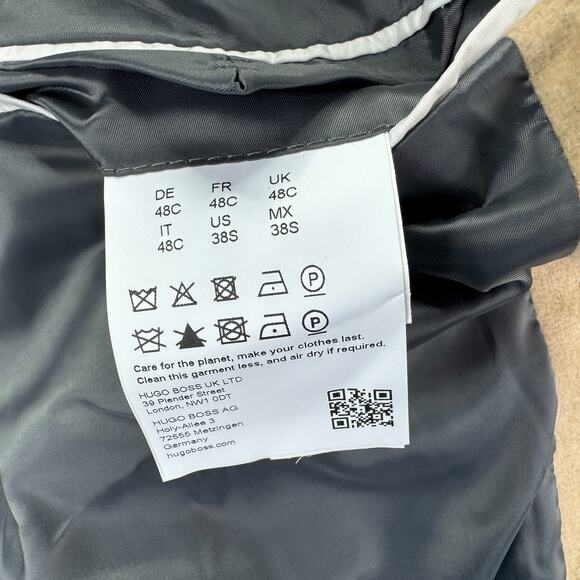 DE FR UK
48C 48C 48C
IT US MX
48C 38S 38S
P
P
Care for the planet, make your clothes last.
Clean this garment less, and air dry if required.
HUGO BOSS UK LTD
39 Plender Street
London, NW1 0DT
HUGO BOSS AG
Holy-Allee 3
72555 Metzingen
Germany
hugoboss.com